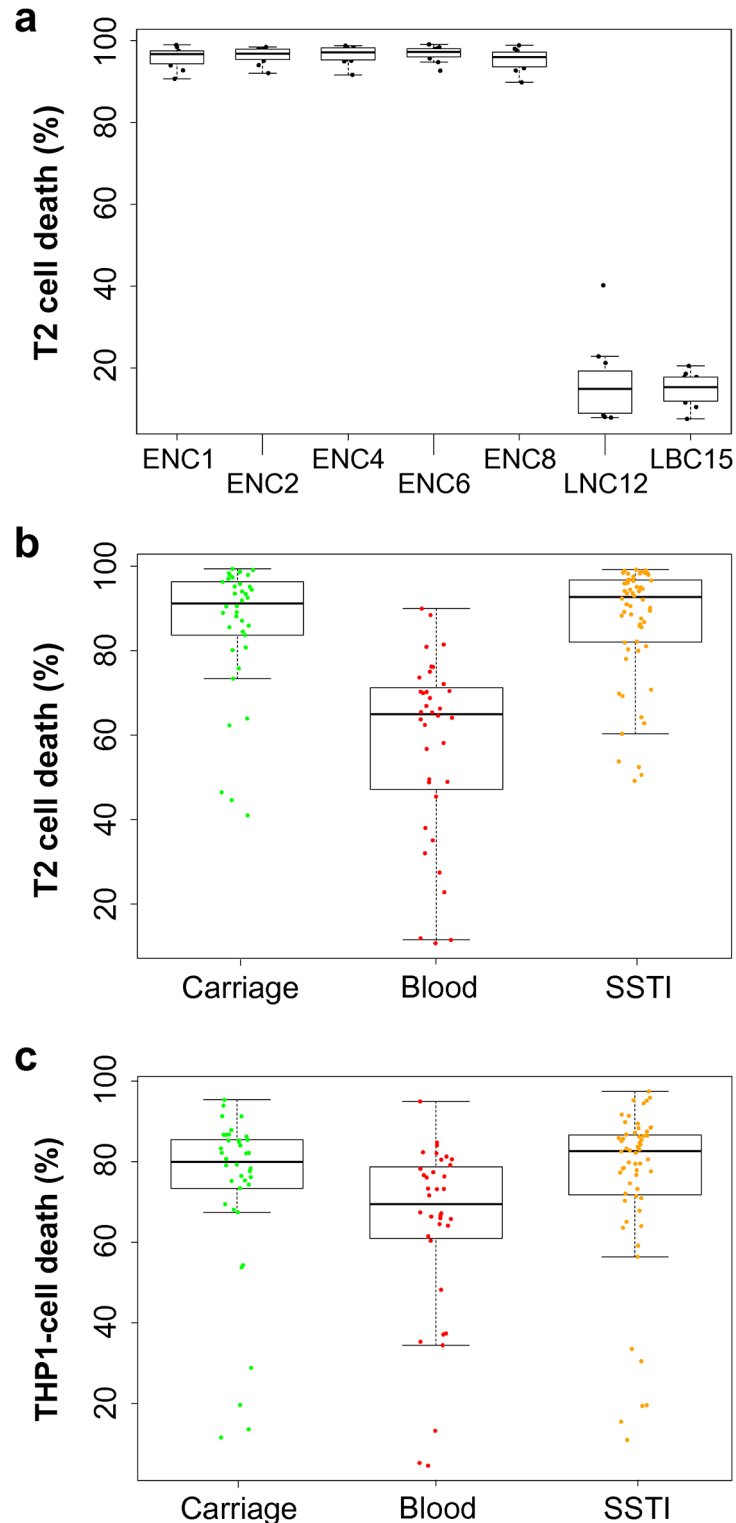 a
T2 cell death (%)
100
80
60
40
20
ENC1 ENC4 ENC8 LBC15
ENC2 ENC6 LNC12
b
T2 cell death (%)
100
80
60
40
20
Carriage Blood SSTI
c
THP1-cell death (%)
100
80
60
40
20
Carriage Blood SSTI